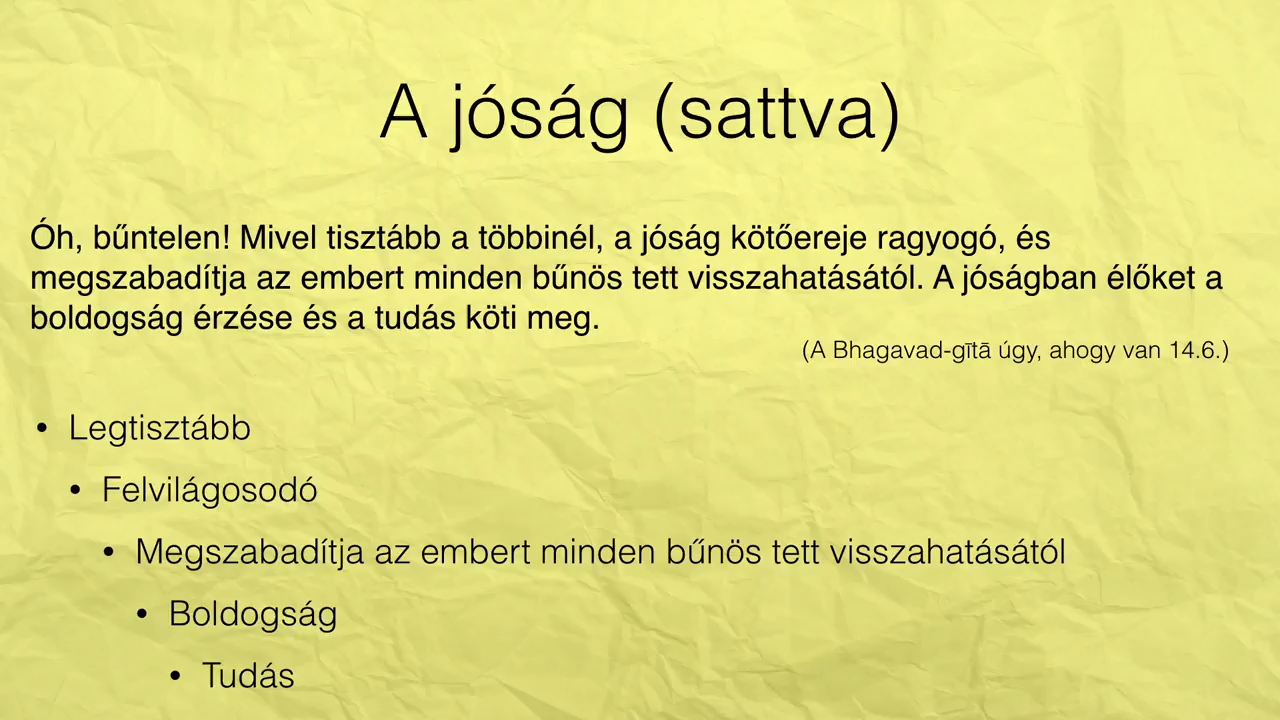 A jóság (sattva)
Óh, bűntelen! Mivel tisztább a többinél, a jóság kötőereje ragyogó, és
megszabadítja az embert minden bűnös tett visszahatásától. A jóságban élőket a
boldogság érzése és a tudás köti meg.
(A Bhagavad-gītā úgy, ahogy van 14.6.)
• Legtisztább
• Felvilágosodó
• Megszabadítja az embert minden bűnös tett visszahatásától
• Boldogság
• Tudás